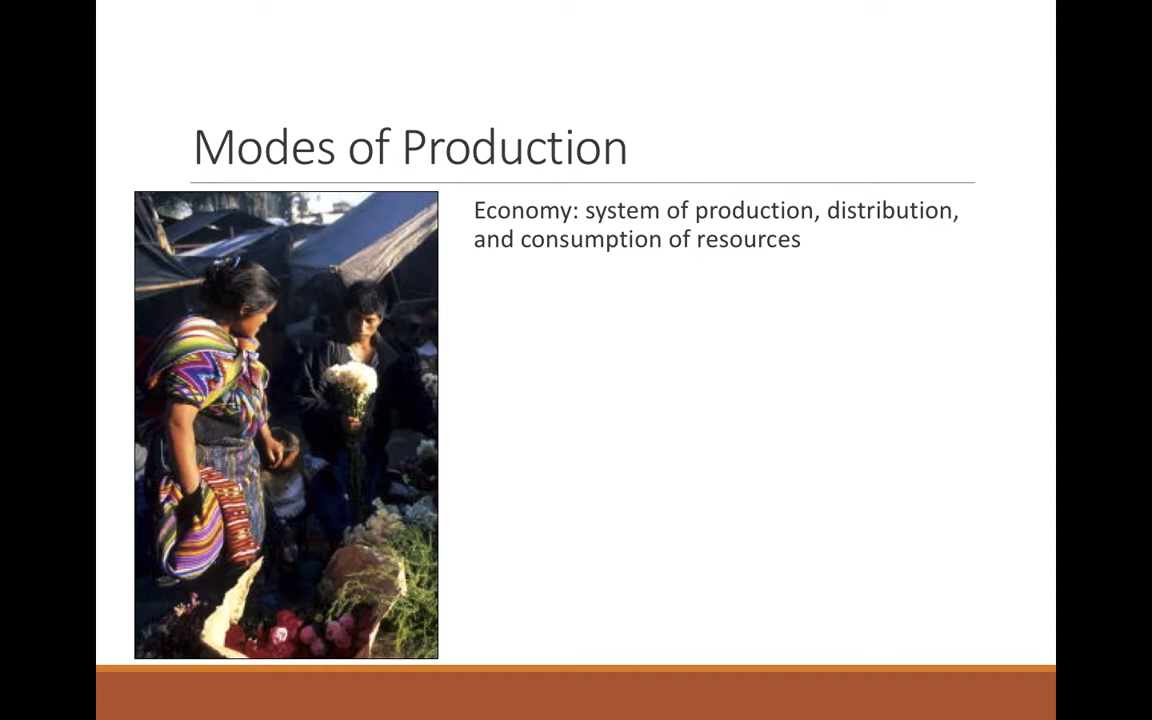 Modes of Production
Economy: system of production, distribution,
and consumption of resources